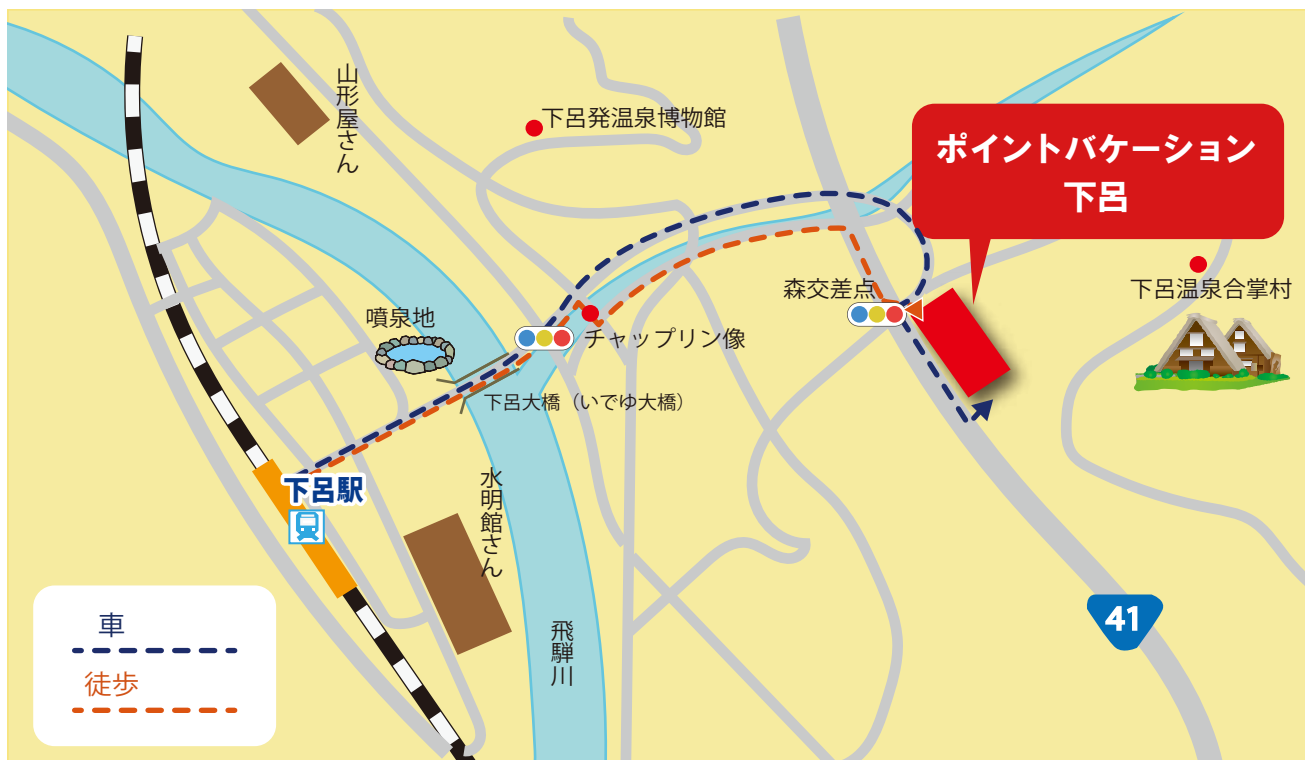 山形屋さん
下呂発温泉博物館
ポイントバケーション
下呂
森交差点
下呂温泉合掌村
噴泉地
チャップリン像
下呂大橋（いでゆ大橋）
下呂駅
水明館さん
飛騨川
41
車
徒歩